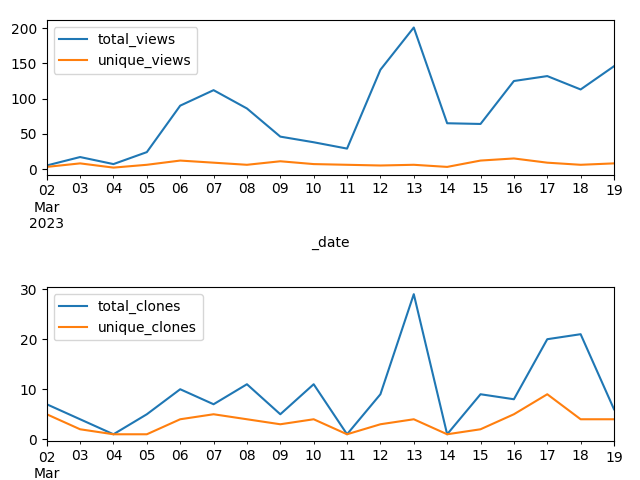 200
150
100
50
0
total_views
unique_views
02 03 04 05 06 07 08 09 10 11 12 13 14 15 16 17 18 19
Mar
2023
_date
30
20
10
0
total_clones
unique_clones
02 03 04 05 06 07 08 09 10 11 12 13 14 15 16 17 18 19
Mar